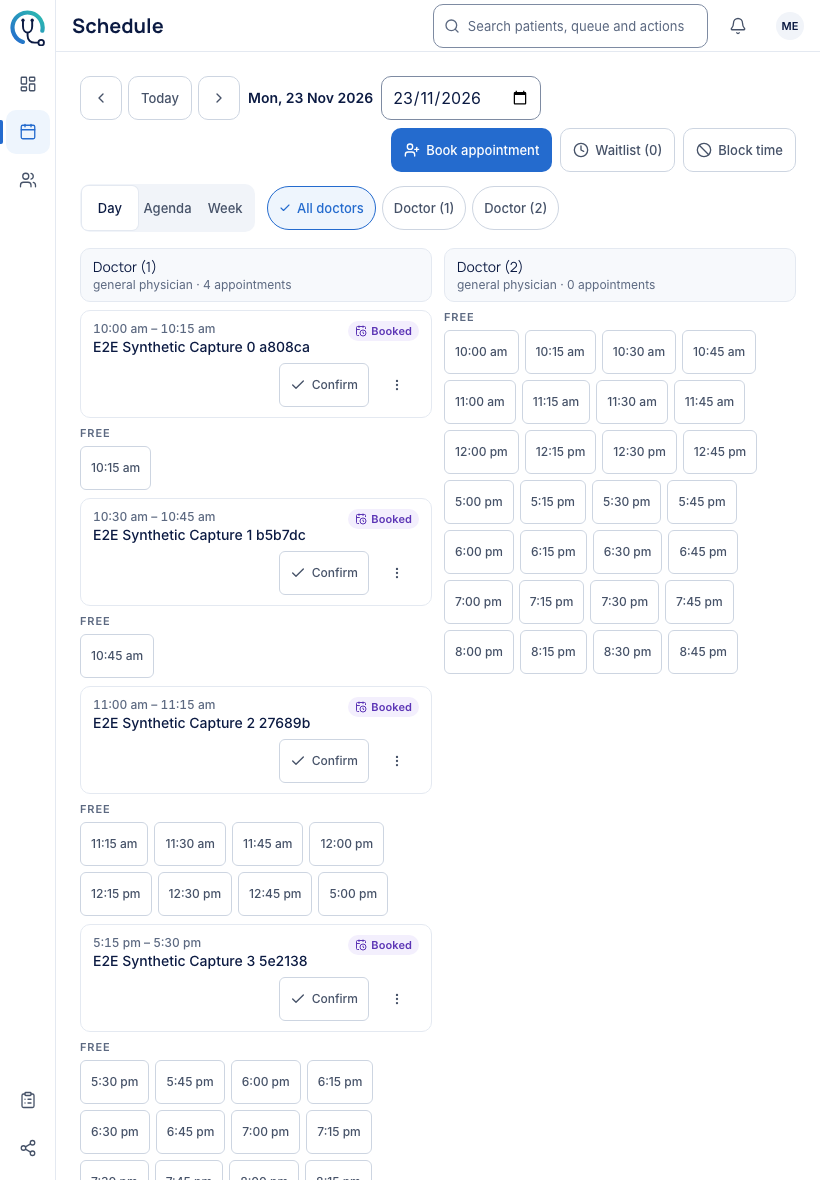 Schedule
Search patients, queue and actions
ME
Today
Mon, 23 Nov 2026
23/11/2026
Book appointment
Waitlist (0)
Block time
Day
Agenda
Week
All doctors
Doctor (1)
Doctor (2)
Doctor (1)
general physician · 4 appointments
10:00 am – 10:15 am
Booked
E2E Synthetic Capture 0 a808ca
Confirm
FREE
10:15 am
10:30 am – 10:45 am
Booked
E2E Synthetic Capture 1 b5b7dc
Confirm
FREE
10:45 am
11:00 am – 11:15 am
Booked
E2E Synthetic Capture 2 27689b
Confirm
FREE
11:15 am 11:30 am 11:45 am 12:00 pm
12:15 pm 12:30 pm 12:45 pm 5:00 pm
5:15 pm – 5:30 pm
Booked
E2E Synthetic Capture 3 5e2138
Confirm
FREE
5:30 pm 5:45 pm 6:00 pm 6:15 pm
6:30 pm 6:45 pm 7:00 pm 7:15 pm
Doctor (2)
general physician · 0 appointments
FREE
10:00 am 10:15 am 10:30 am 10:45 am
11:00 am 11:15 am 11:30 am 11:45 am
12:00 pm 12:15 pm 12:30 pm 12:45 pm
5:00 pm 5:15 pm 5:30 pm 5:45 pm
6:00 pm 6:15 pm 6:30 pm 6:45 pm
7:00 pm 7:15 pm 7:30 pm 7:45 pm
8:00 pm 8:15 pm 8:30 pm 8:45 pm